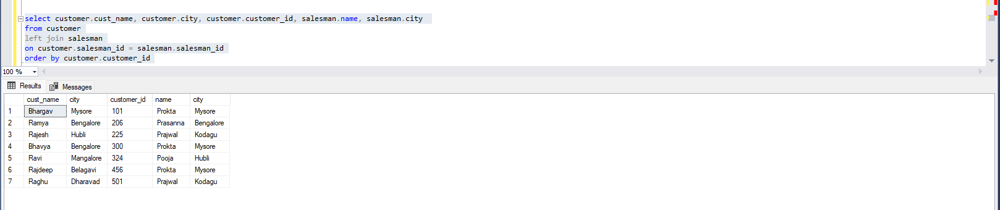 select customer.cust_name, customer.city, customer.customer_id, salesman.name, salesman.city
from customer
left join salesman
on customer.salesman_id = salesman.salesman_id
order by customer.customer_id
100 %
Results Messages
cust_name city customer_id name city
1 Bhargav Mysore 101 Prokta Mysore
2 Ramya Bengalore 206 Prasanna Bengalore
3 Rajesh Hubli 225 Prajwal Kodagu
4 Bhavya Bengalore 300 Prokta Mysore
5 Ravi Mangalore 324 Pooja Hubli
6 Rajdeep Belagavi 456 Prokta Mysore
7 Raghu Dharavad 501 Prajwal Kodagu